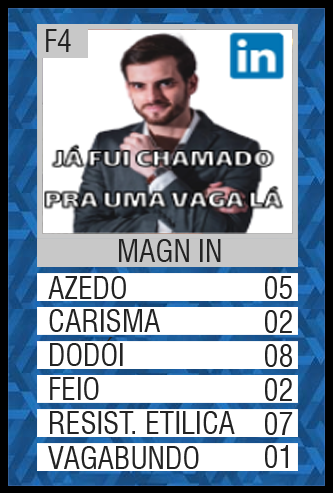 F4
in
JÁ FUI CHAMADO
PRA UMA VAGA LÁ
MAGN IN
AZEDO 05
CARISMA 02
DODÓI 08
FEIO 02
RESIST. ETILICA 07
VAGABUNDO 01